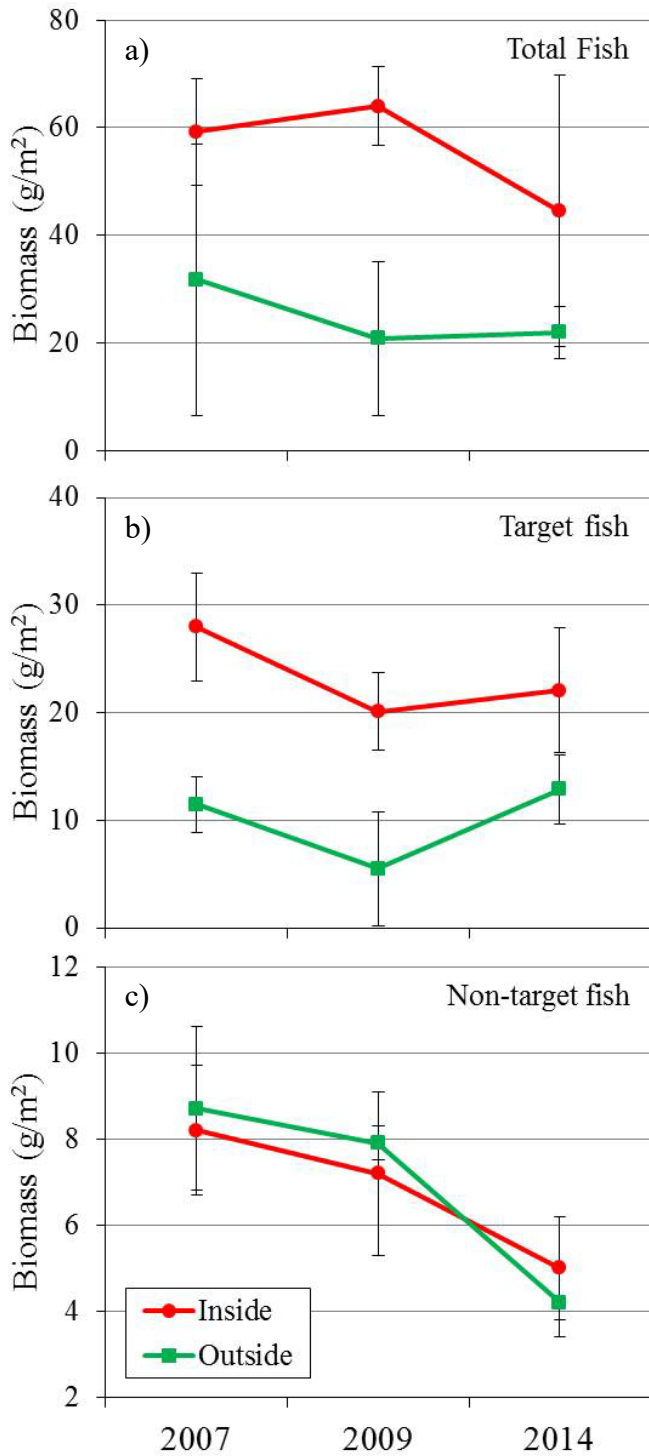 a) Total Fish
80
60
40
20
0
Biomass (g/m²)
b) Target fish
40
30
20
10
0
Biomass (g/m²)
c) Non-target fish
12
10
8
6
4
2
Biomass (g/m²)
Inside
Outside
2007 2009 2014